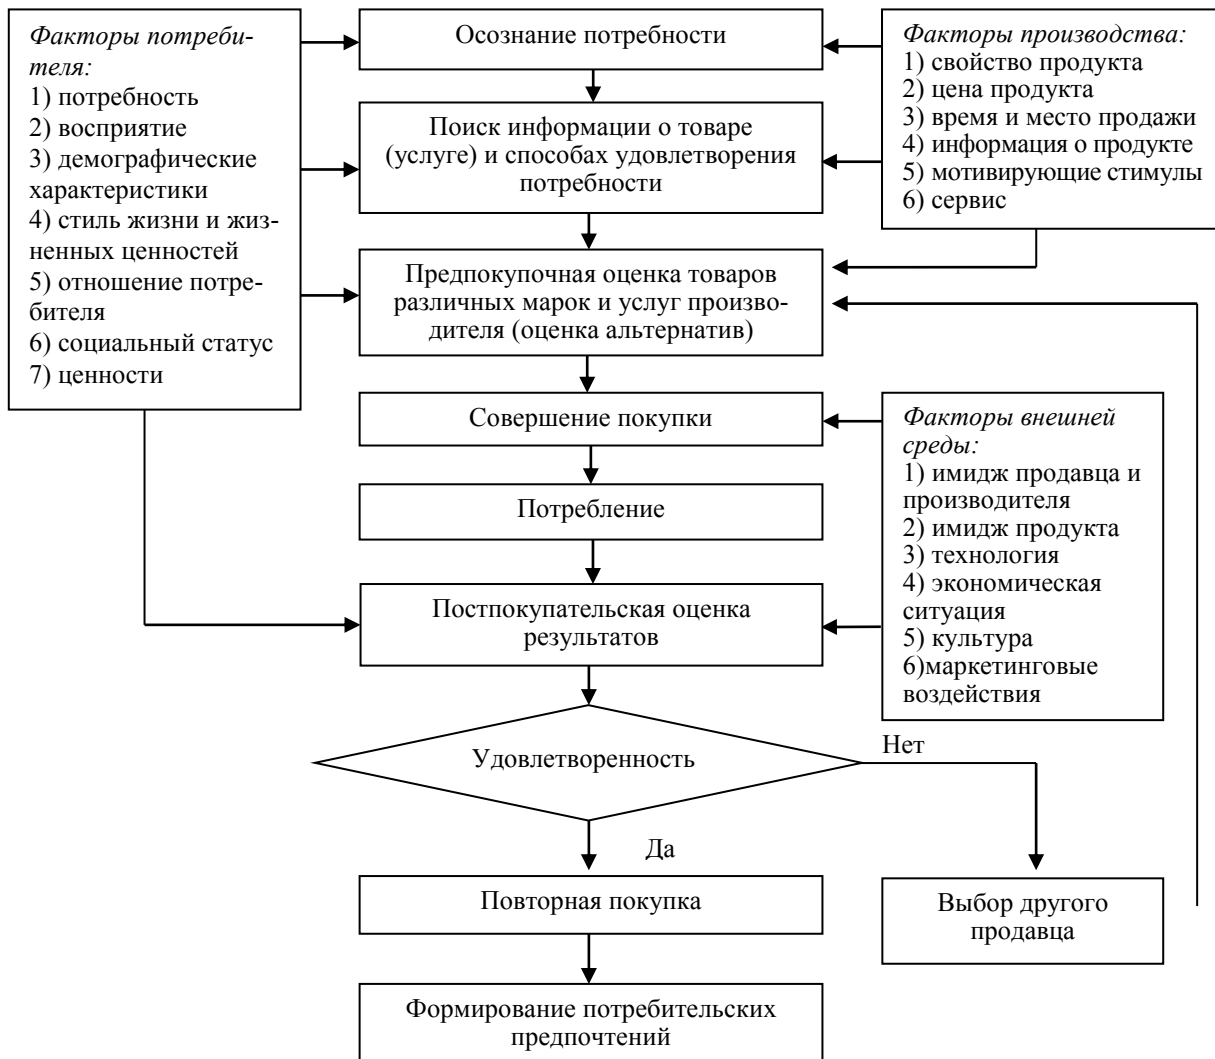 Факторы потреби-
теля:
1) потребность
2) восприятие
3) демографические
характеристики
4) стиль жизни и жиз-
ненных ценностей
5) отношение потре-
бителя
6) социальный статус
7) ценности
Осознание потребности
Поиск информации о товаре
(услуге) и способах удовлетворения
потребности
Предпокупочная оценка товаров
различных марок и услуг произво-
дителя (оценка альтернатив)
Совершение покупки
Потребление
Постпокупательская оценка
результатов
Факторы производства:
1) свойство продукта
2) цена продукта
3) время и место продажи
4) информация о продукте
5) мотивирующие стимулы
6) сервис
Факторы внешней
среды:
1) имидж продавца и
производителя
2) имидж продукта
3) технология
4) экономическая
ситуация
5) культура
6)маркетинговые
воздействия
Удовлетворенность
Нет
Да
Повторная покупка
Выбор другого
продавца
Формирование потребительских
предпочтений